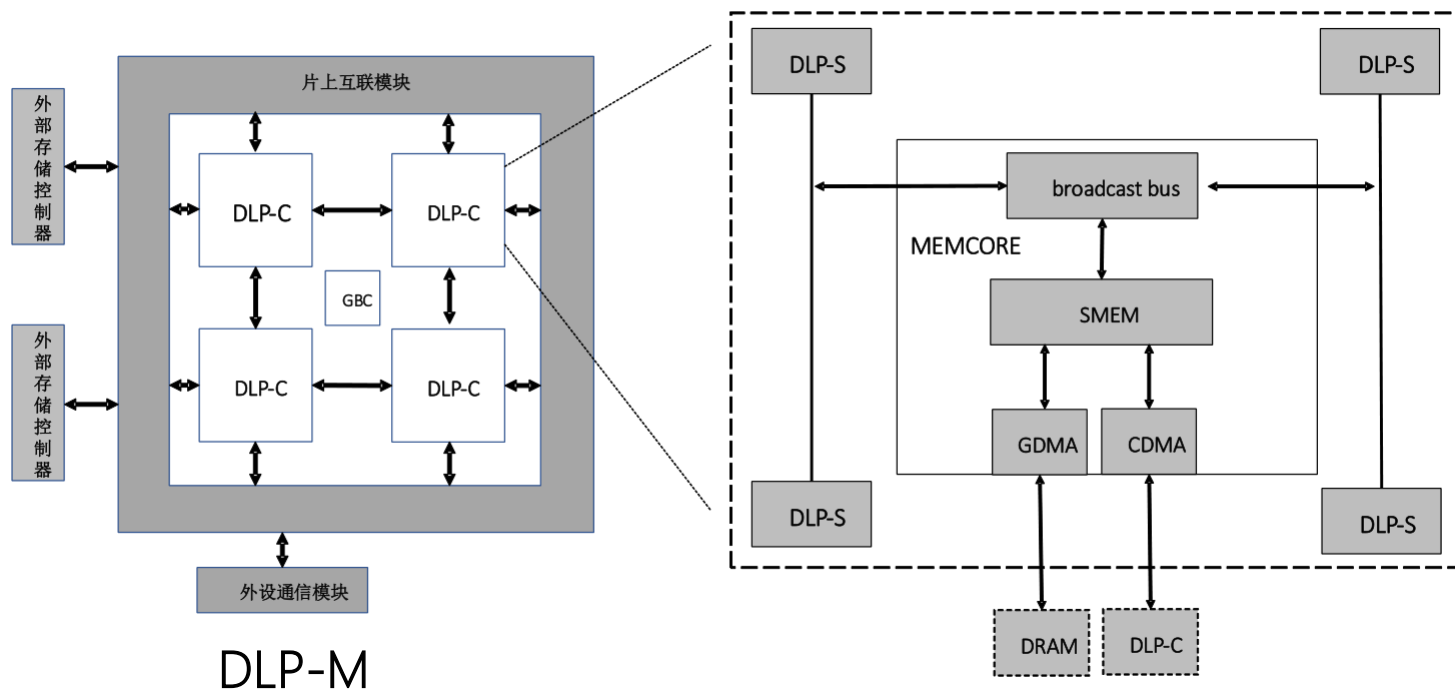 片上互联模块
外部存储控制器
DLP-C
DLP-C
GBC
外部存储控制器
DLP-C
DLP-C
外设通信模块
DLP-M
DLP-S
DLP-S
broadcast bus
MEMCORE
SMEM
GDMA
CDMA
DLP-S
DLP-S
DRAM
DLP-C